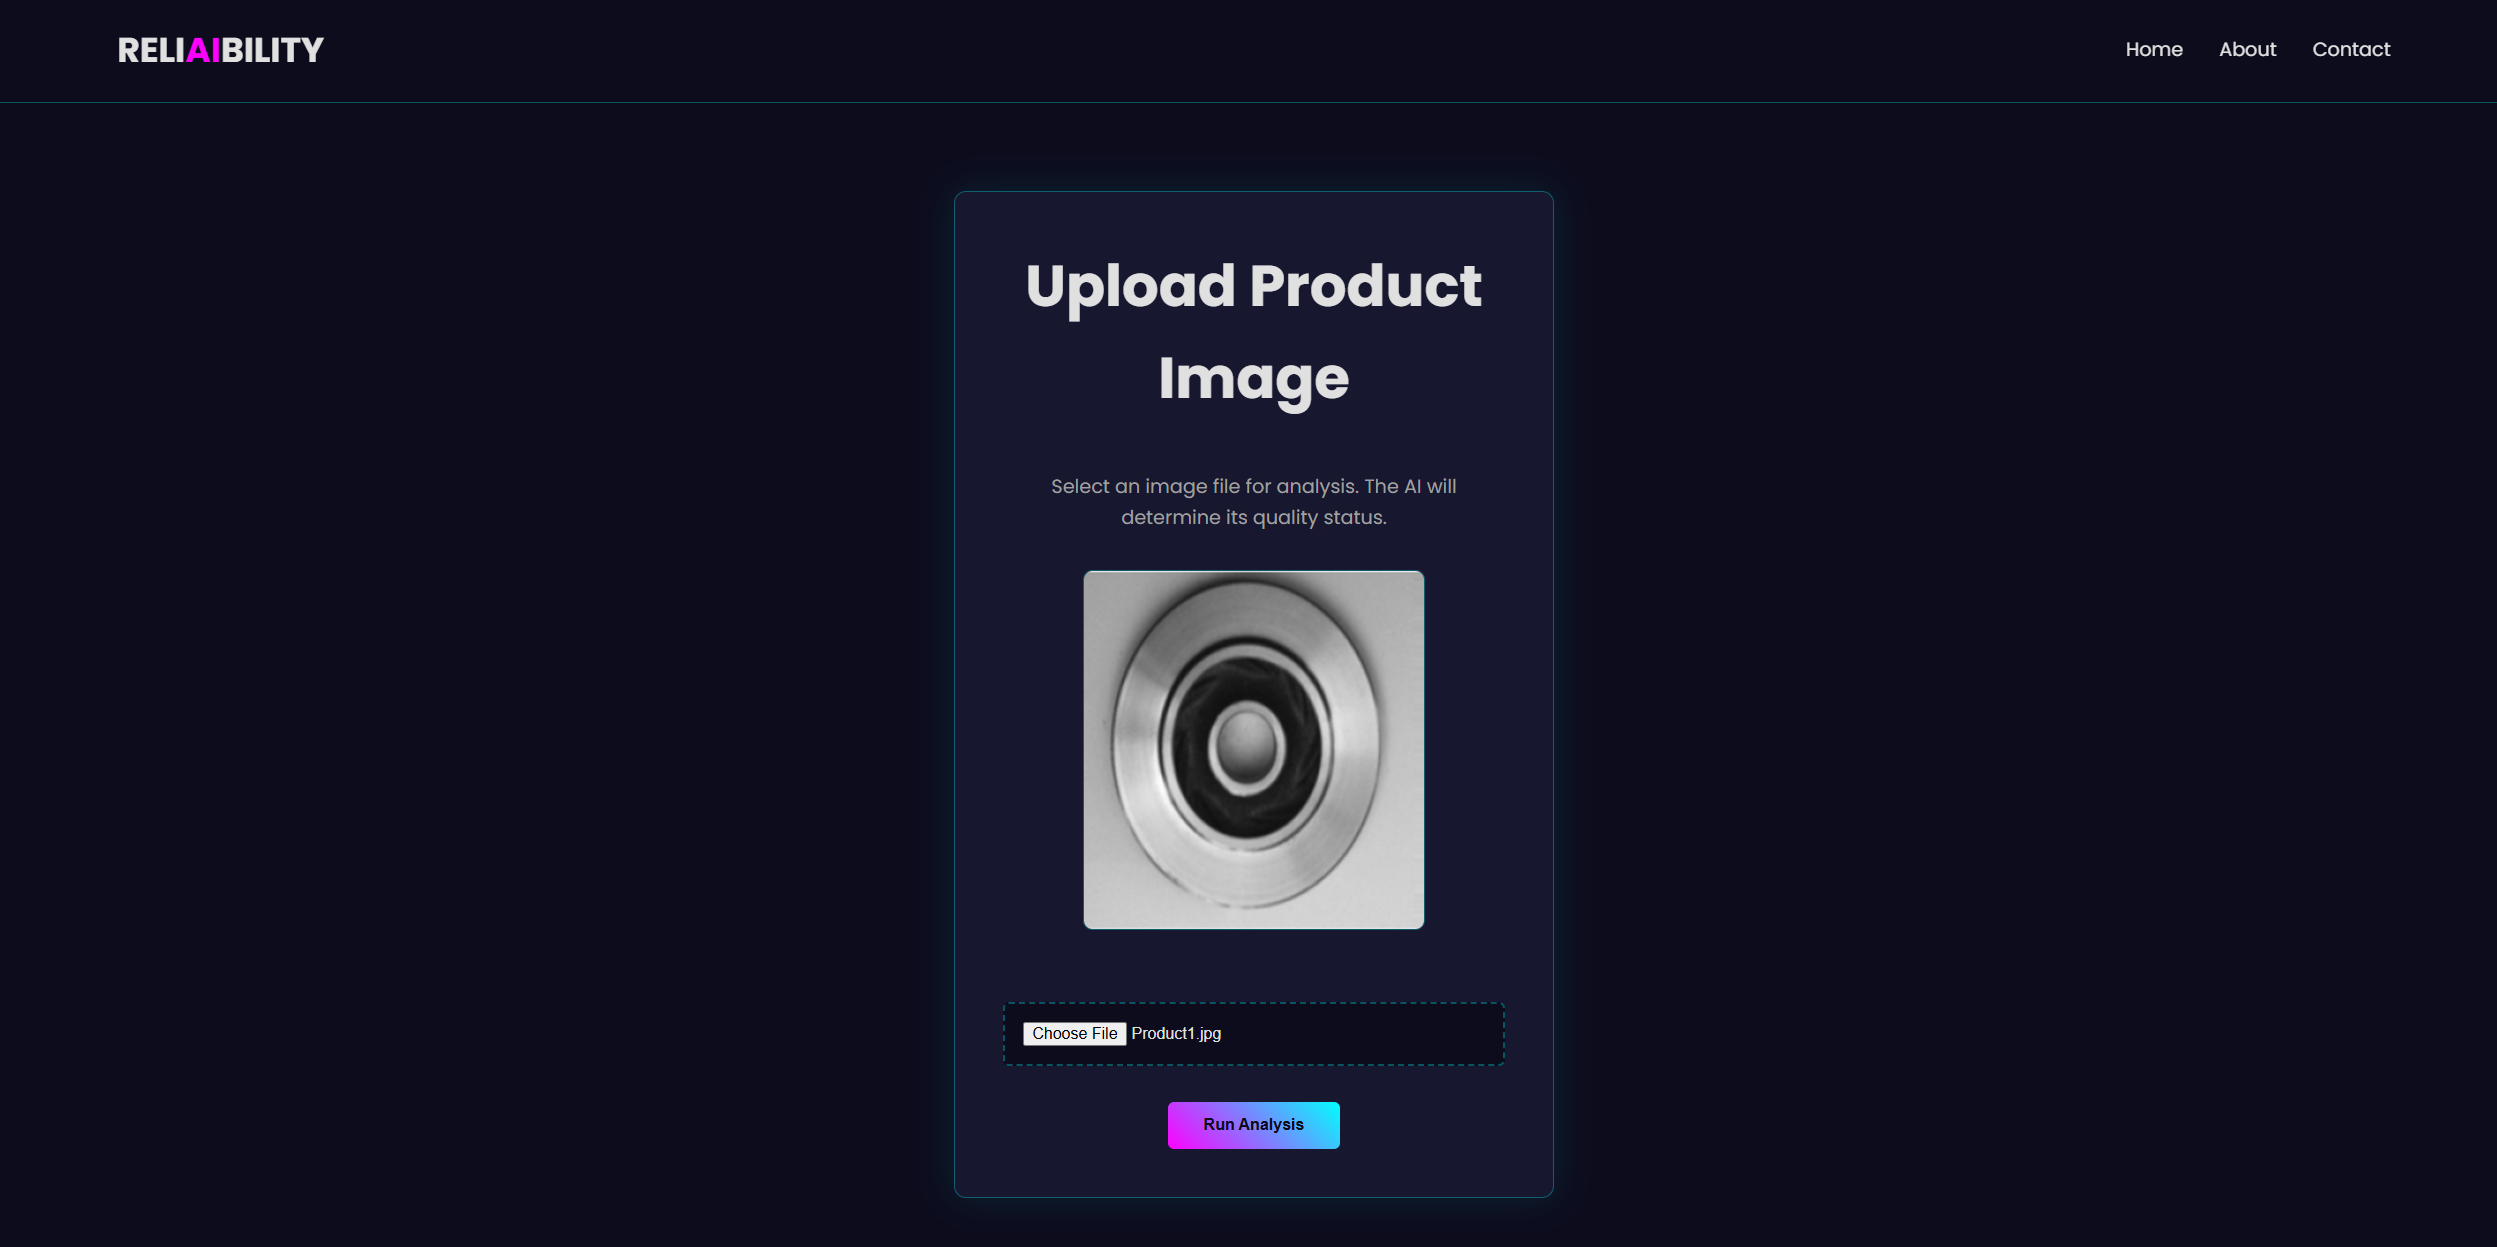 RELIAIBILITY
Home About Contact
Upload Product
Image
Select an image file for analysis. The AI will
determine its quality status.
Choose File Product1.jpg
Run Analysis